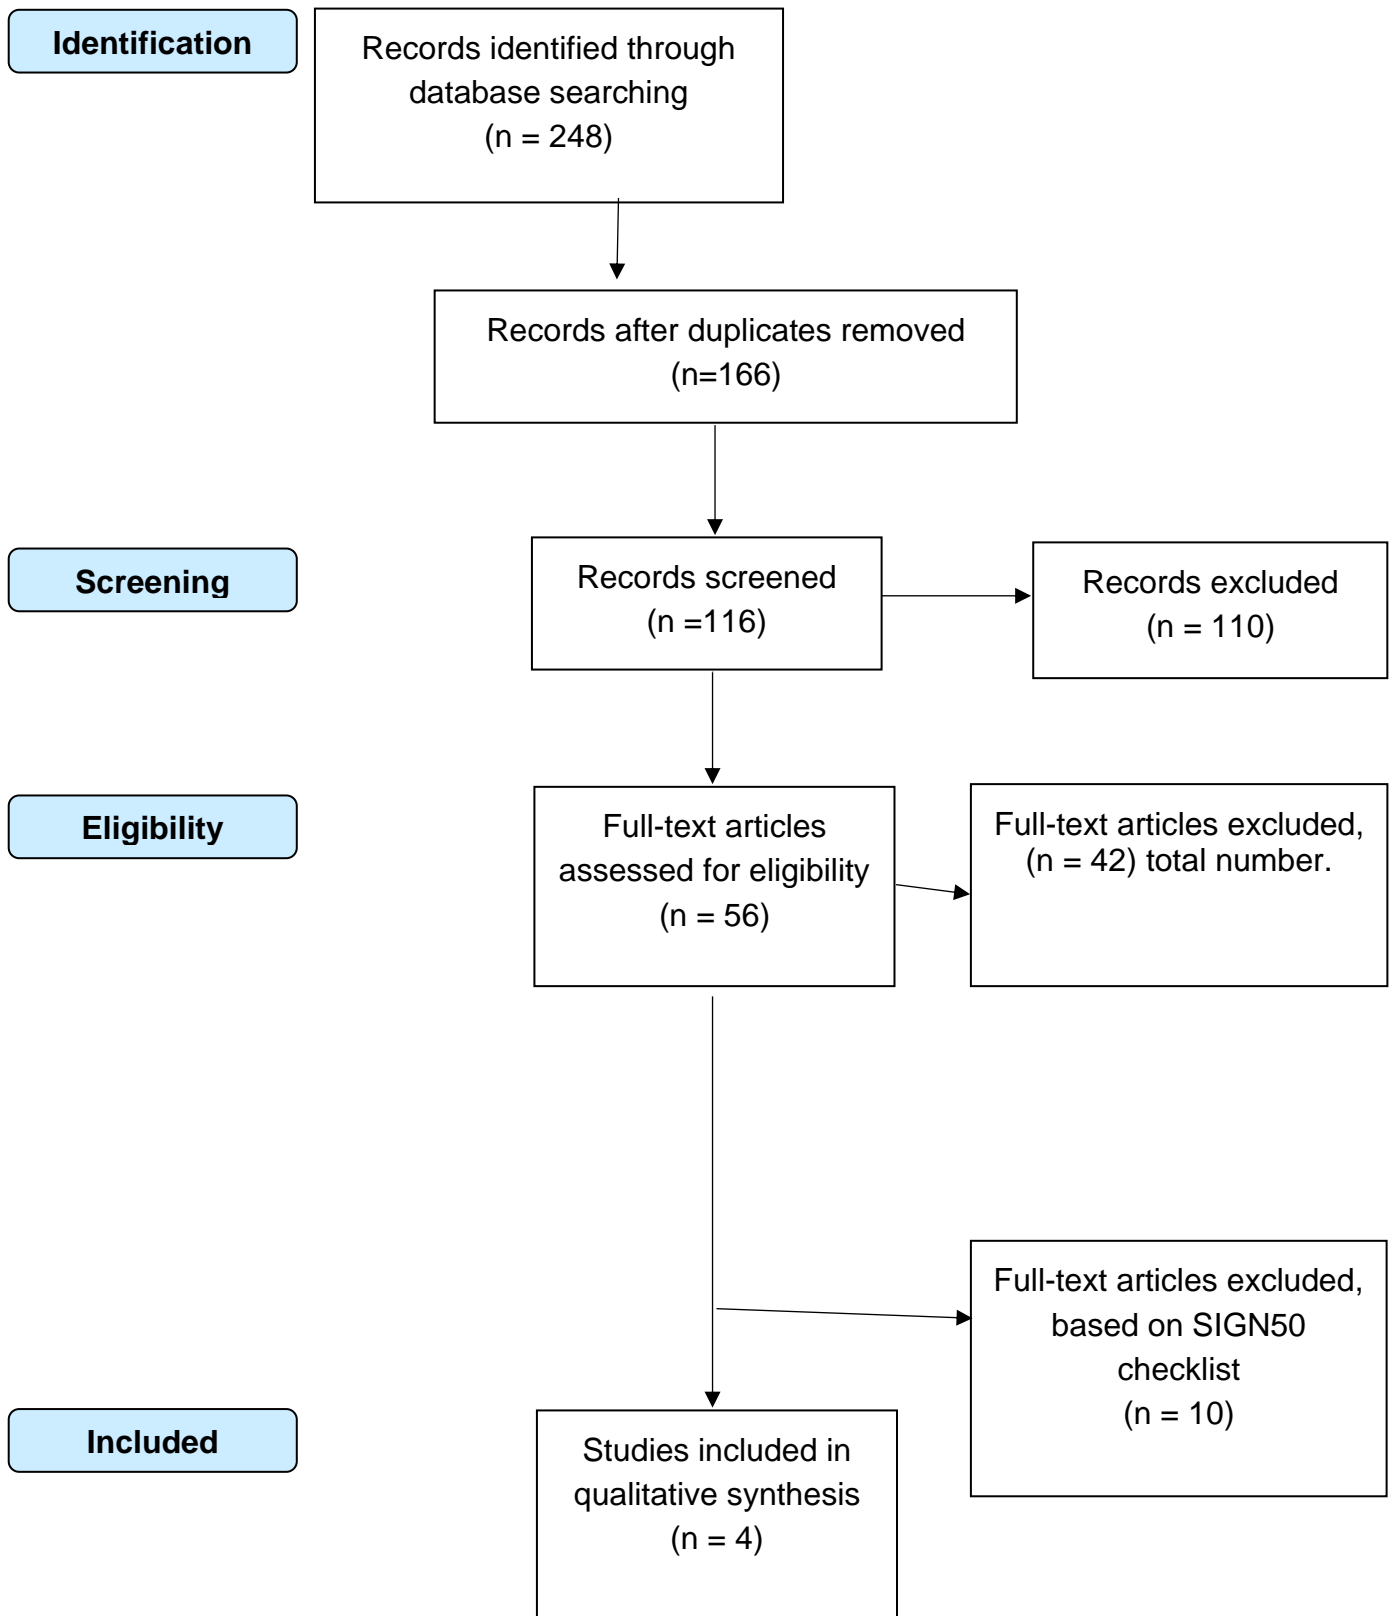 Identification
Records identified through
database searching
(n = 248)
Records after duplicates removed
(n=166)
Screening
Records screened
(n =116)
Records excluded
(n = 110)
Eligibility
Full-text articles
assessed for eligibility
(n = 56)
Full-text articles excluded,
(n = 42) total number.
Full-text articles excluded,
based on SIGN50
checklist
(n = 10)
Included
Studies included in
qualitative synthesis
(n = 4)